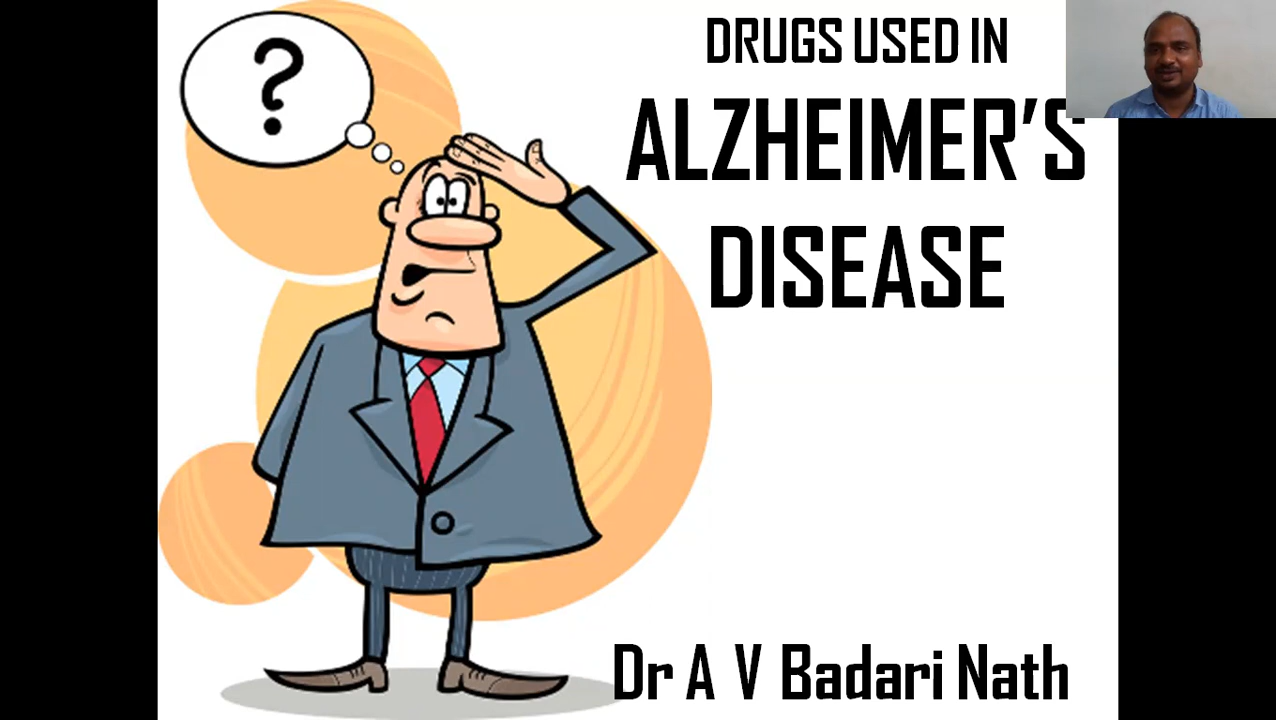 ?
DRUGS USED IN
ALZHEIMER'S
DISEASE
Dr A V Badari Nath